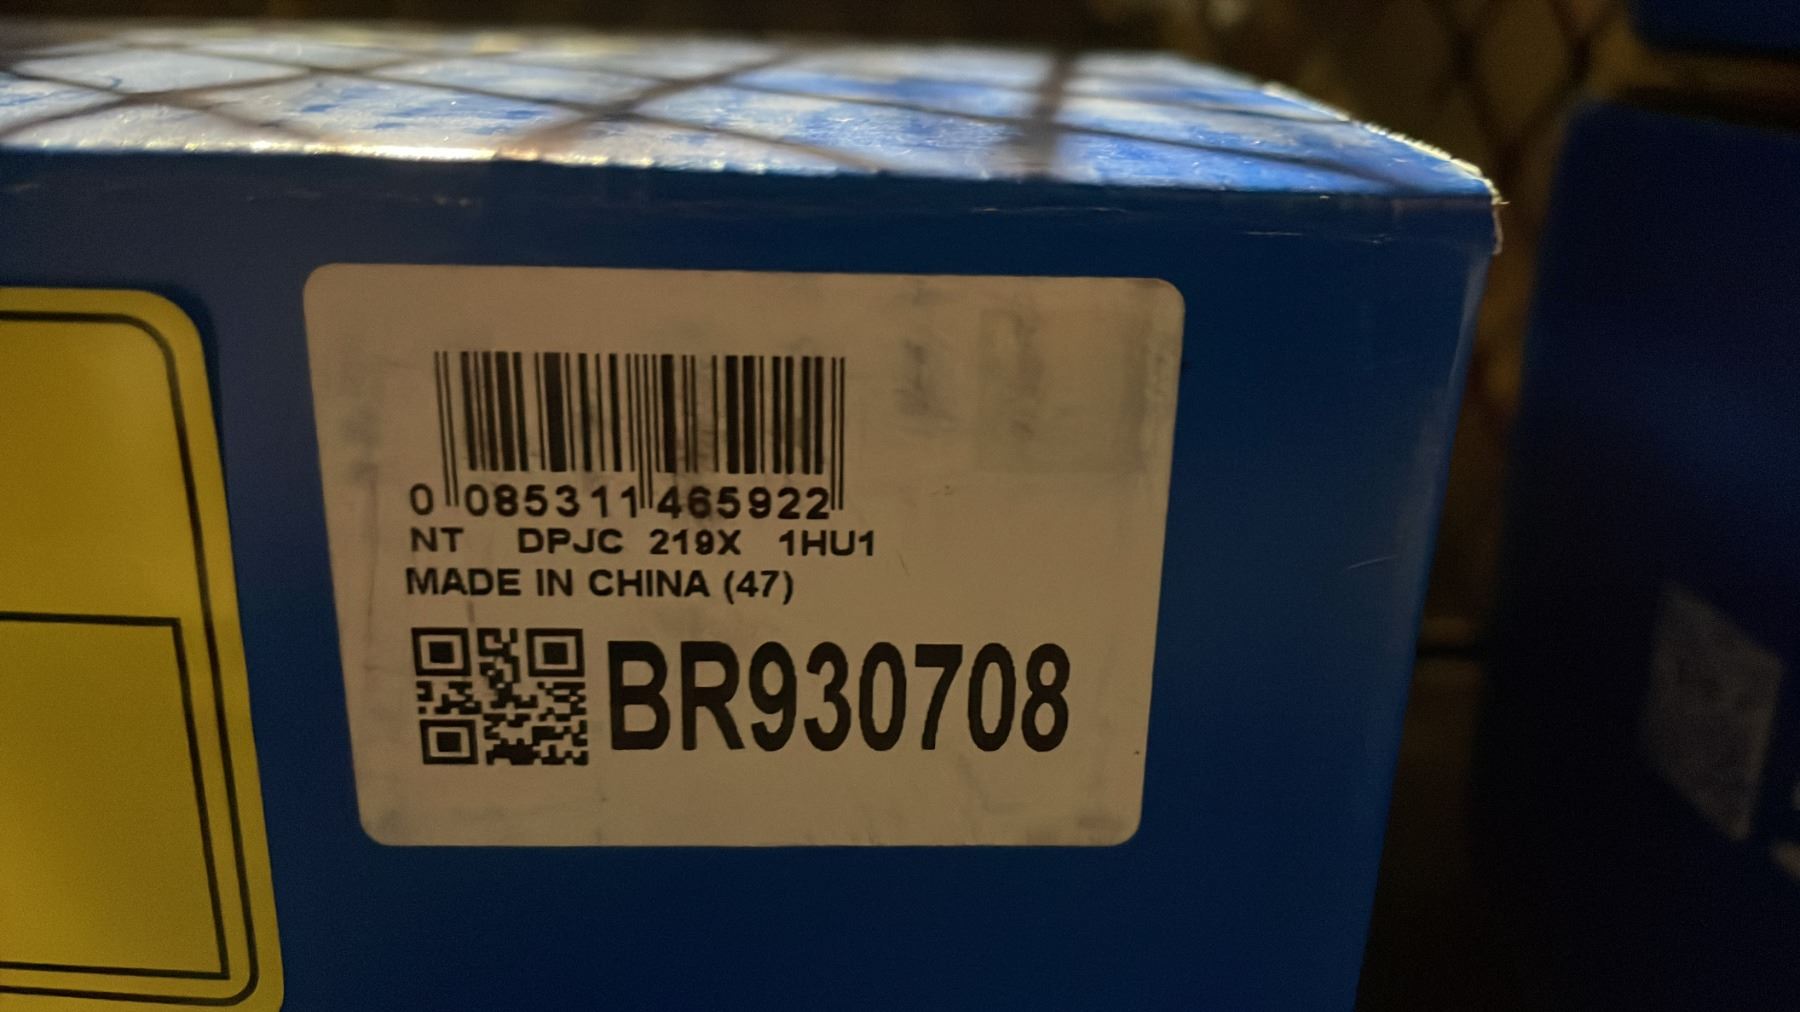 0 085311 465922
NT DPJC 219X 1HU1
MADE IN CHINA (47)
BR930708